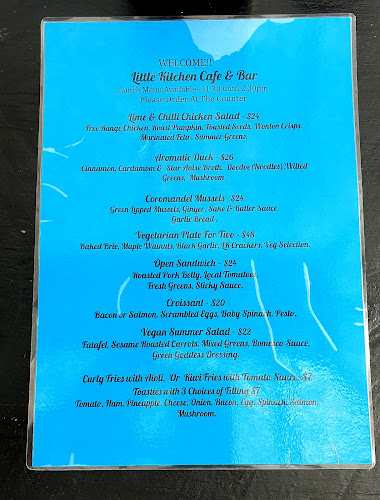 WELCOME!!
Little Kitchen Cafe & Bar
Lunch Menu Available- 11.30 until 2.30pm
Please Order At The Counter
Lime & Chilli Chicken Salad - $24
Free Range Chicken, Roast Pumpkin, Toasted Seeds, Wonton Crisps,
Marinated Feta . Summer Greens.
Aromatic Duck - $26
Cinnamon, Cardamom & Star Anise Broth, (Noodles), Wilted
Greens, Mushroom.
Coromandel Mussels - $24
Green Lipped Mussels, Ginger, Sake & Butter Sauce
Garlic Bread .
Vegetarian Plate For Two - $48
Baked Brie, Maple Walnuts, Black Garlic, LK Crackers, Veg Selection.
Open Sandwich - $24
Roasted Pork Belly, Local Tomatoes,
Fresh Greens, Sticky Sauce.
Croissant - $20
Bacon or Salmon, Scrambled Eggs, Baby Spinach, Pesto.
Vegan Summer Salad - $22
Falafel, Sesame Roasted Carrots, Mixed Greens, Romesco Sauce,
Green Goddess Dressing.
Curly Fries with Aioli, Or Kiwi Fries with Tomato Sauce. $7
Toasties with 3 Choices of Filling $7
Tomato, Ham, Pineapple, Cheese, Onion, Bacon, Egg, Spinach, Salmon,
Mushroom.